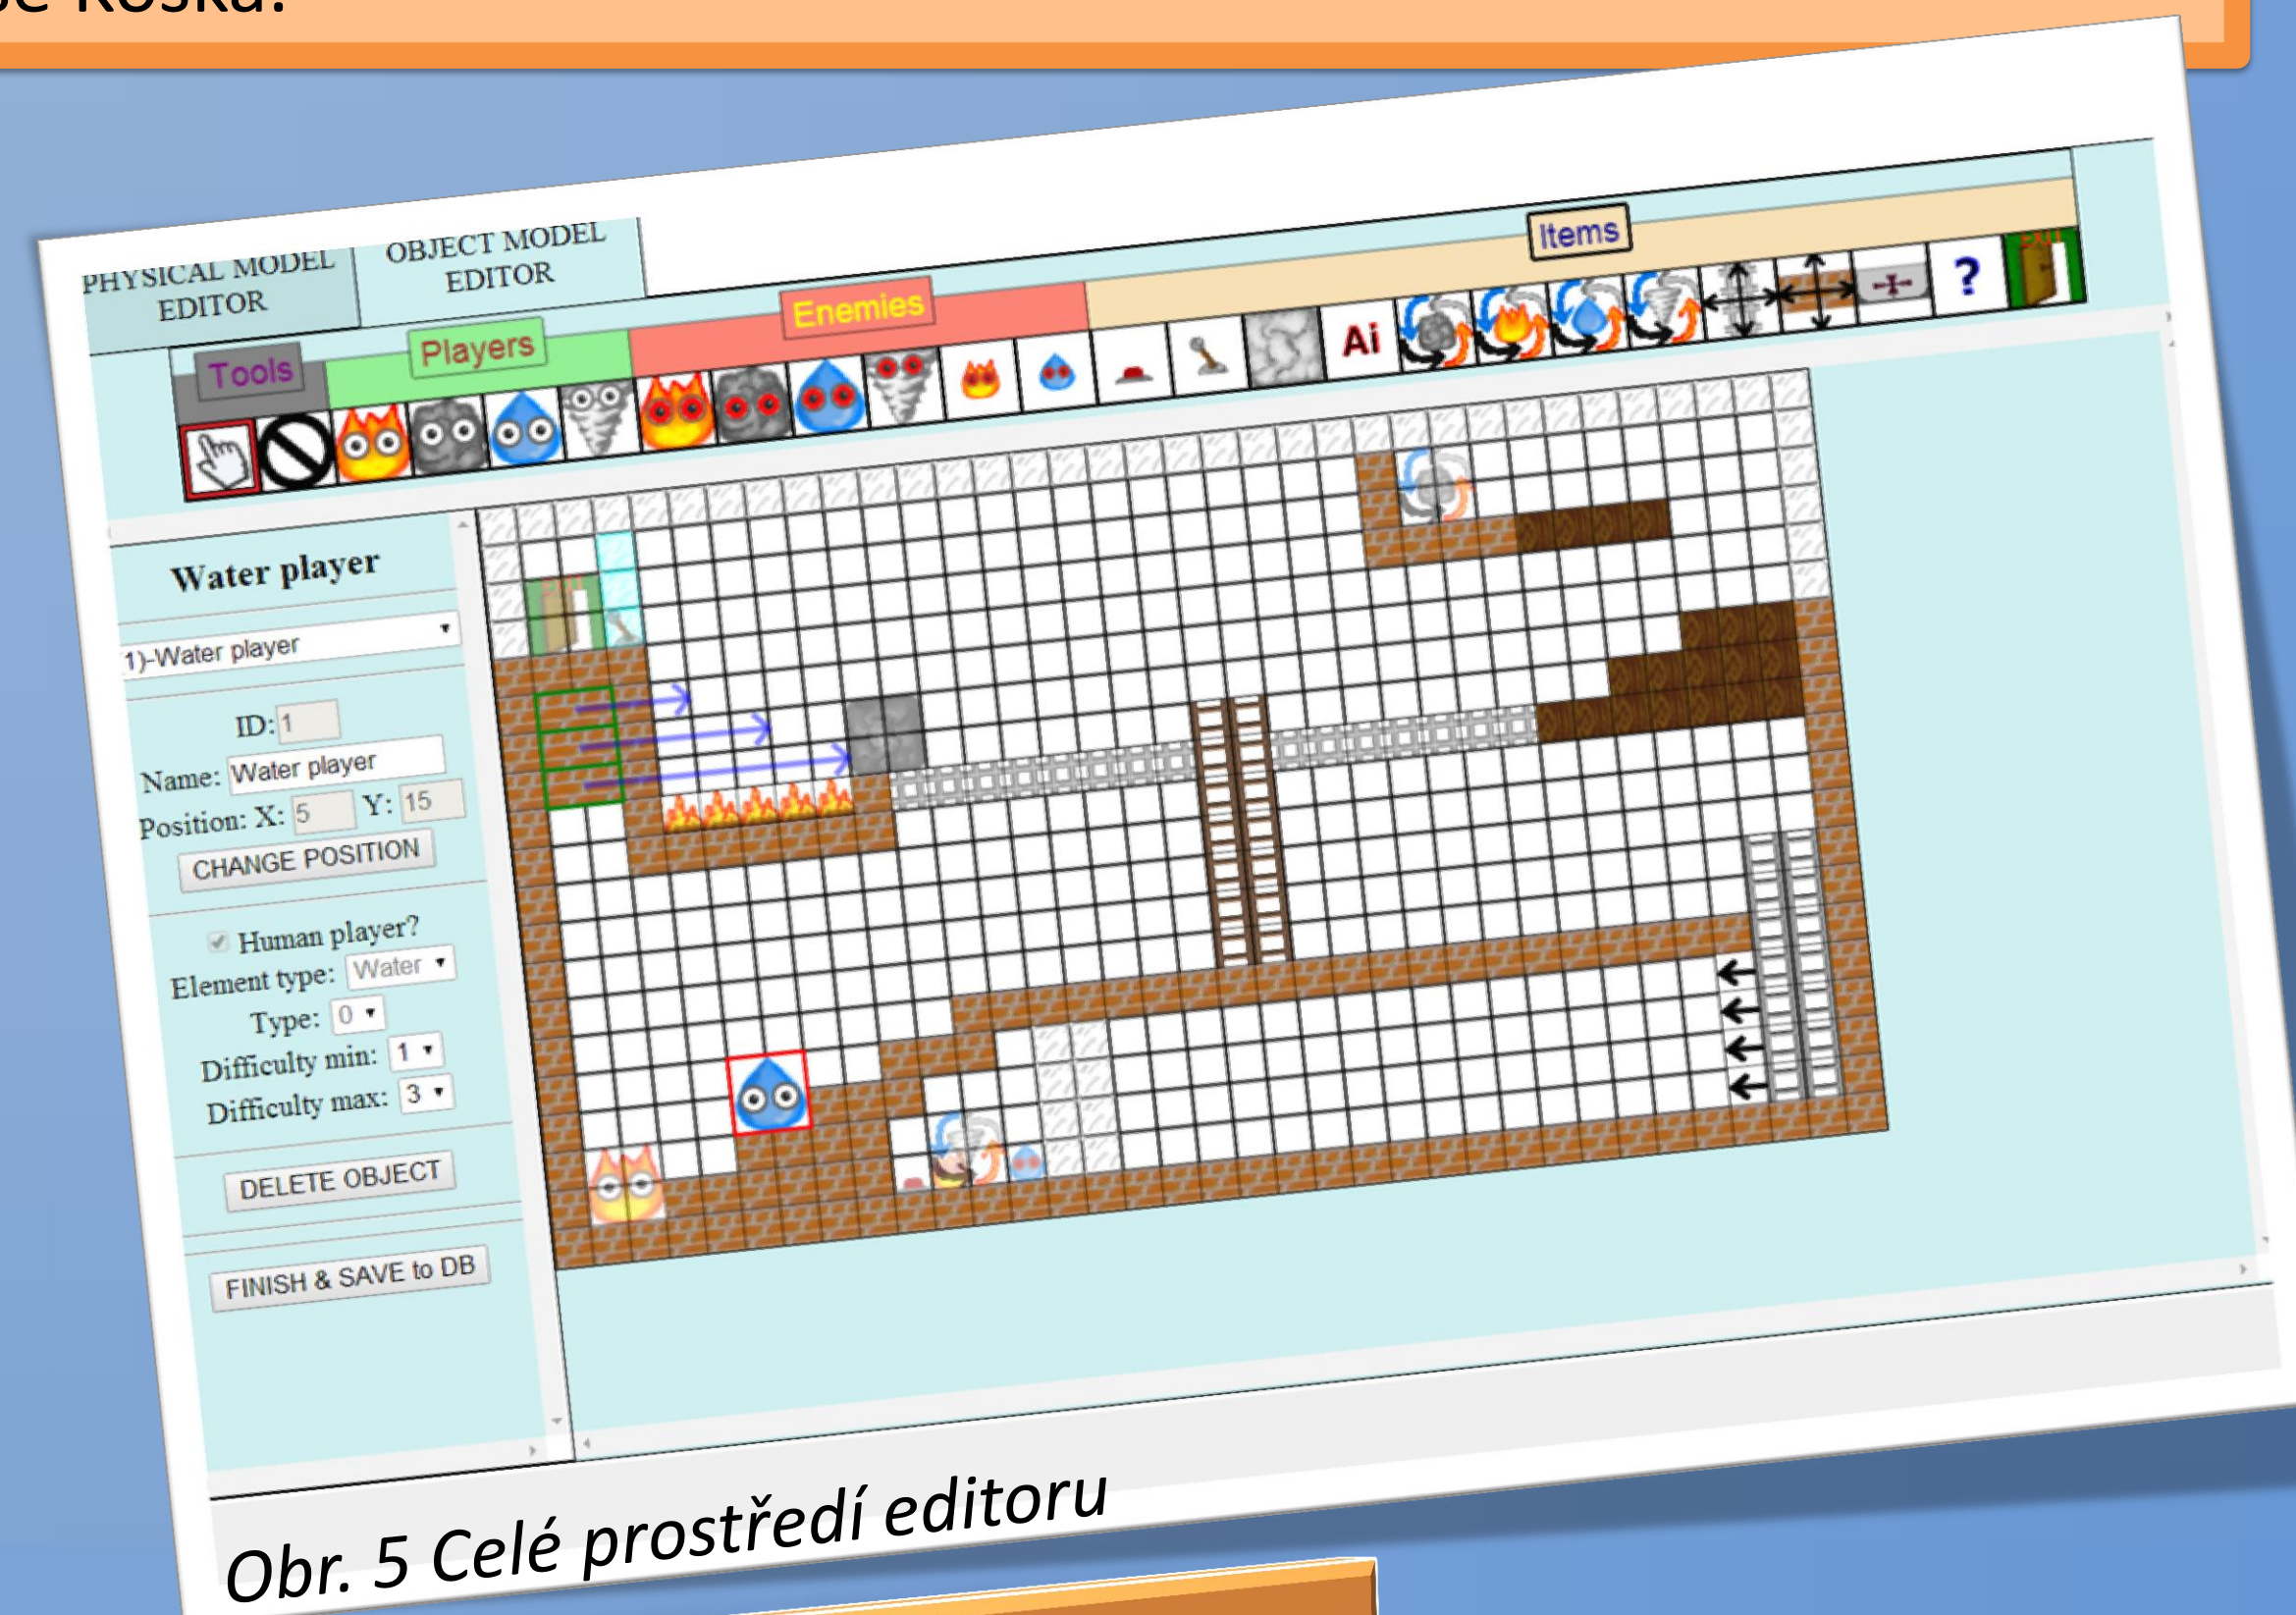 PHYSICAL MODEL
EDITOR
OBJECT MODEL
EDITOR
Tools
Players
Enemies
Items
Ai
?
EXIT
Water player
1)-Water player
ID: 1
Name: Water player
Position: X: 5 Y: 15
CHANGE POSITION
Human player?
Element type: Water
Type: 0
Difficulty min: 1
Difficulty max: 3
DELETE OBJECT
FINISH & SAVE to DB
Obr. 5 Celé prostředí editoru